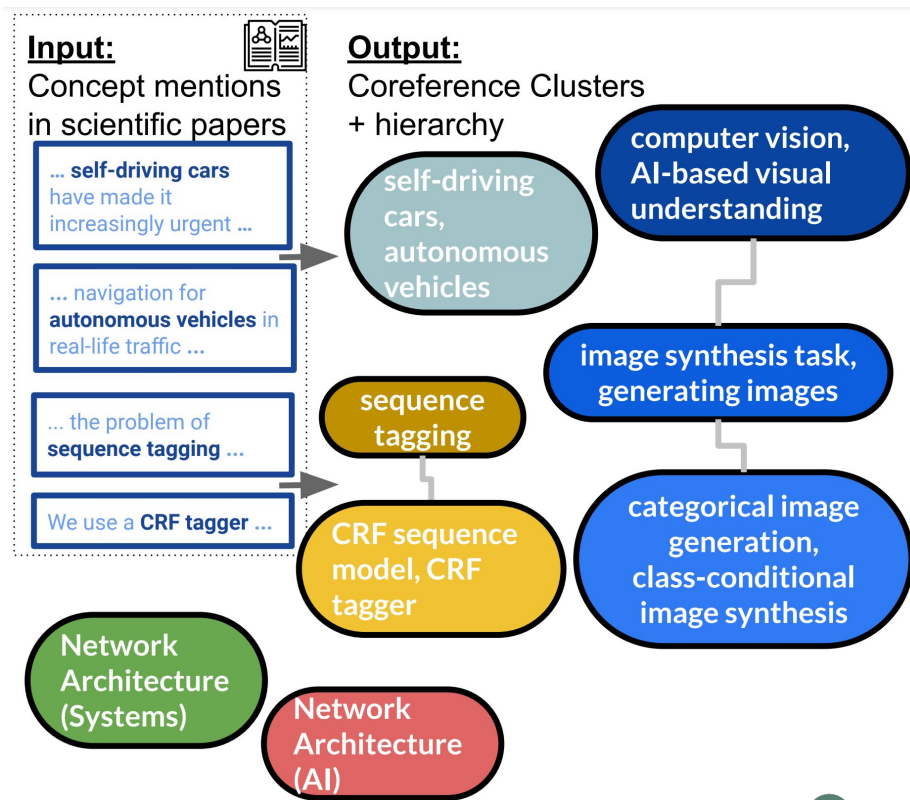 Input:
Concept mentions
in scientific papers
... self-driving cars
have made it
increasingly urgent ...
... navigation for
autonomous vehicles in
real-life traffic ...
... the problem of
sequence tagging ...
We use a CRF tagger ...
Output:
Coreference Clusters
+ hierarchy
self-driving
cars,
autonomous
vehicles
computer vision,
AI-based visual
understanding
image synthesis task,
generating images
categorical image
generation,
class-conditional
image synthesis
sequence
tagging
CRF sequence
model, CRF
tagger
Network
Architecture
(Systems)
Network
Architecture
(AI)